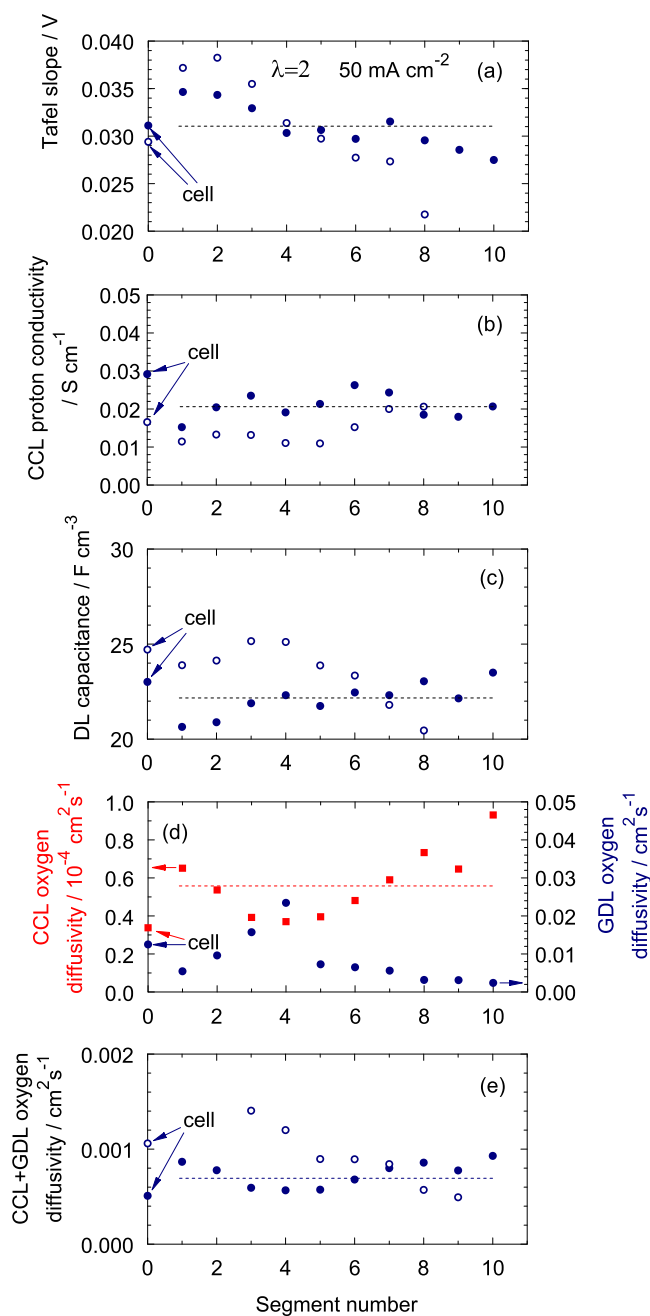 Tafel slope / V
0.040
0.035
0.030
0.025
0.020
λ=2 50 mA cm⁻² (a)
cell
0 2 4 6 8 10
CCL proton conductivity
/ S cm⁻¹
0.05
0.04
0.03
0.02
0.01
0.00
(b)
cell
0 2 4 6 8 10
DL capacitance / F cm⁻³
30
25
20
(c)
cell
0 2 4 6 8 10
CCL oxygen
diffusivity / 10⁻⁴ cm²s⁻¹
1.0
0.8
0.6
0.4
0.2
0.0
(d)
cell
0.05
0.04
0.03
0.02
0.01
0.00
GDL oxygen
diffusivity / cm²s⁻¹
0 2 4 6 8 10
CCL+GDL oxygen
diffusivity / cm²s⁻¹
0.002
0.001
0.000
(e)
cell
0 2 4 6 8 10
Segment number